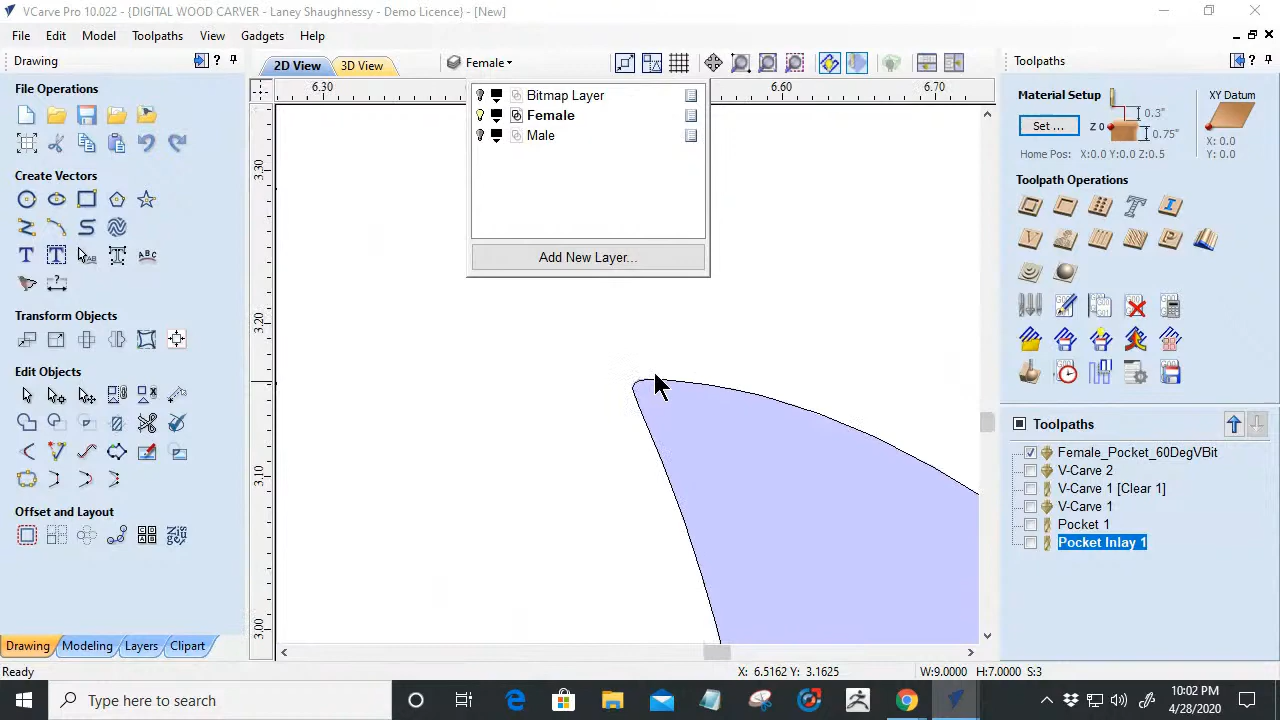 VCarve Pro 10.022 - {DIGITAL WOOD CARVER - Laney Shaughnessy - Demo Licence} - [New]
File Edit Model Toolpaths View Gadgets Help
Drawing
File Operations
Create Vectors
Transform Objects
Edit Objects
Offset and Layout
Drawing Modeling Layers Clipart
2D View 3D View Female
6.30 6.60 6.70
3.30
3.20
3.10
3.00
Bitmap Layer
Female
Male
Add New Layer...
Toolpaths
Material Setup
Set ...
Z 0
0.3"
0.75"
XY Datum
X: 0.0
Y: 0.0
Home Pos: X:0.0 Y:0.0 Z:0.5
Toolpath Operations
Toolpaths
Female_Pocket_60DegVBit
V-Carve 2
V-Carve 1 [Clear 1]
V-Carve 1
Pocket 1
Pocket Inlay 1
Ready
X: 6.5162 Y: 3.1625
W:9.0000 H:7.0000 S:3
Type here to search
10:02 PM
4/28/2020